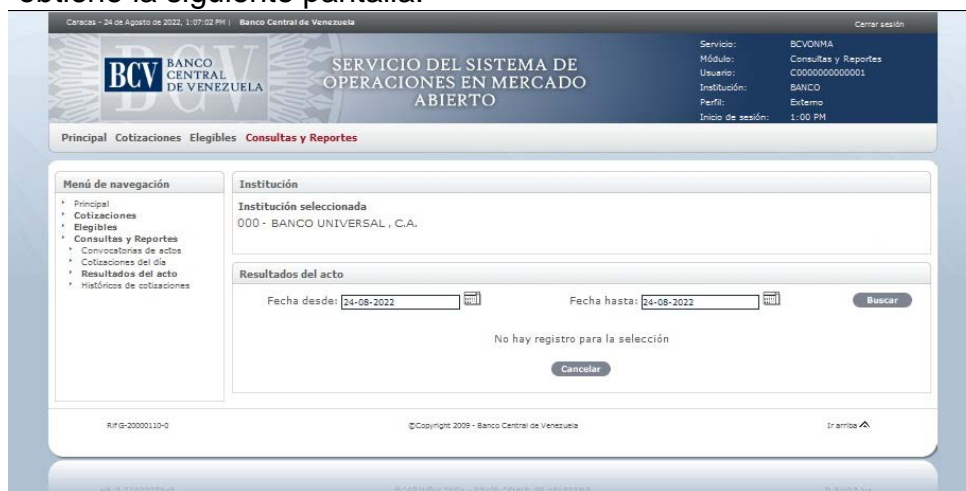 obtiene la siguiente pantalla:
Caracas - 24 de Agosto de 2022, 1:07:02 PM | Banco Central de Venezuela
Cerrar sesión
BCV BANCO CENTRAL DE VENEZUELA
SERVICIO DEL SISTEMA DE
OPERACIONES EN MERCADO
ABIERTO
Servicio: BCVONMA
Módulo: Consultas y Reportes
Usuario: C0000000000001
Institución: BANCO
Perfil: Externo
Inicio de sesión: 1:00 PM
Principal Cotizaciones Elegibles Consultas y Reportes
Menú de navegación
Principal
Cotizaciones
Elegibles
Consultas y Reportes
Convocatorias de actos
Cotizaciones del día
Resultados del acto
Históricos de cotizaciones
Institución
Institución seleccionada
000 - BANCO UNIVERSAL , C.A.
Resultados del acto
Fecha desde: 24-08-2022 Fecha hasta: 24-08-2022 Buscar
No hay registro para la selección
Cancelar
Rif G-20000110-0 ©Copyright 2009 - Banco Central de Venezuela Ir arriba